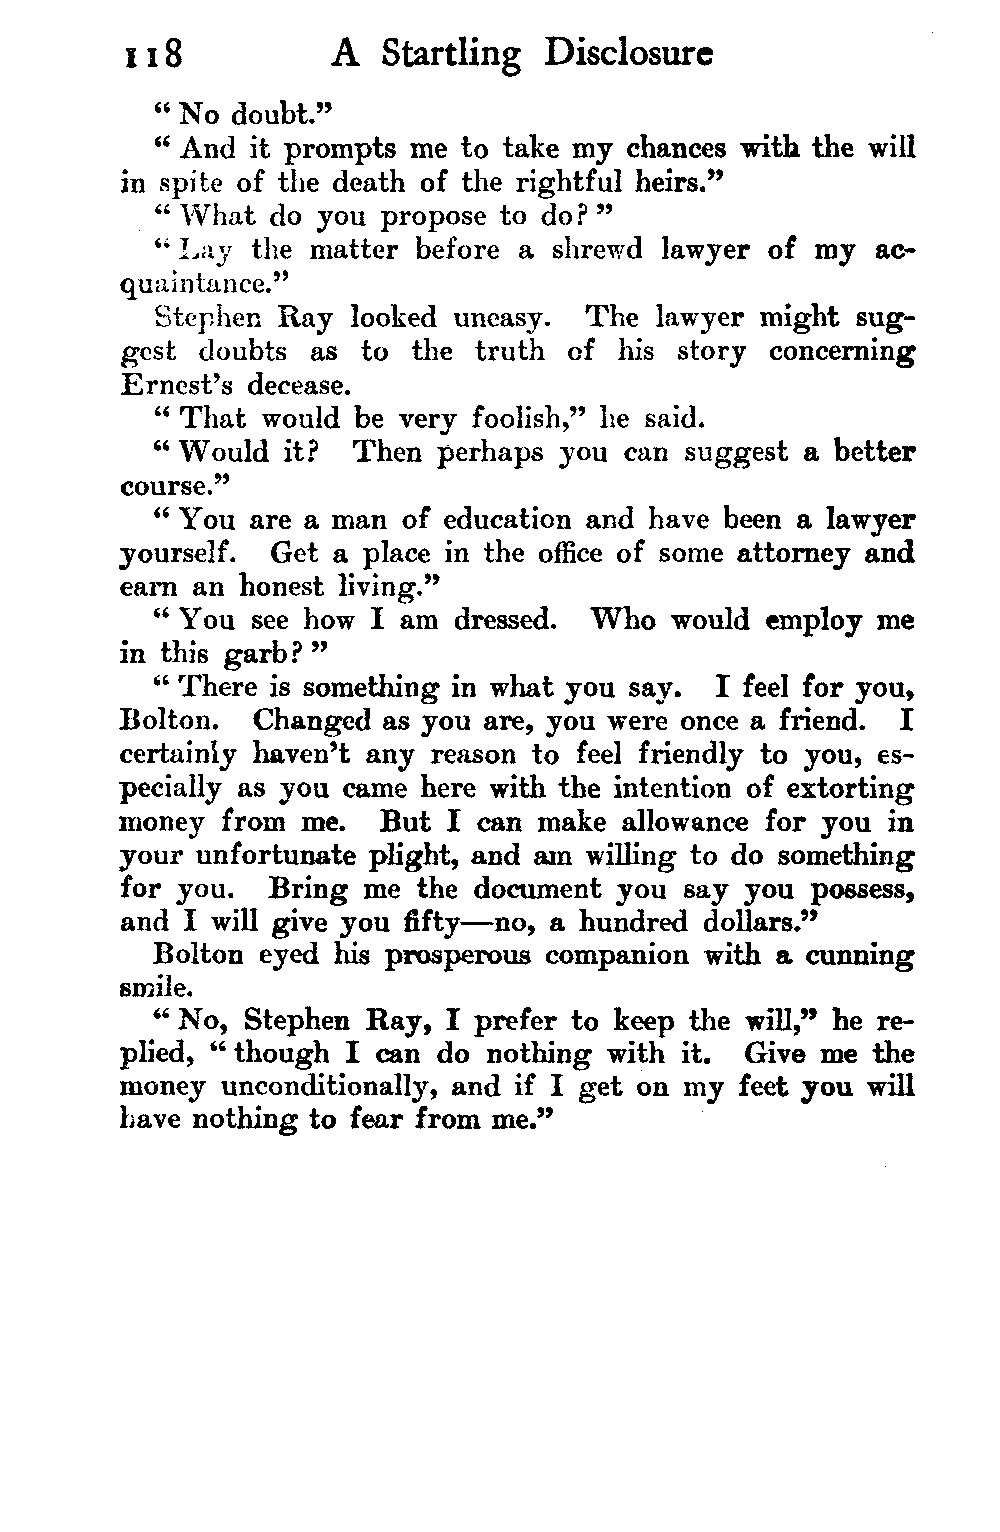 118 A Startling Disclosure
“ No doubt.”
“ And it prompts me to take my chances with the will
in spite of the death of the rightful heirs.”
“ What do you propose to do? ”
“ Lay the matter before a shrewd lawyer of my ac-
quaintance.”
Stephen Ray looked uneasy. The lawyer might sug-
gest doubts as to the truth of his story concerning
Ernest’s decease.
“ That would be very foolish,” he said.
“ Would it? Then perhaps you can suggest a better
course.”
“ You are a man of education and have been a lawyer
yourself. Get a place in the office of some attorney and
earn an honest living.”
“ You see how I am dressed. Who would employ me
in this garb? ”
“ There is something in what you say. I feel for you,
Bolton. Changed as you are, you were once a friend. I
certainly haven’t any reason to feel friendly to you, es-
pecially as you came here with the intention of extorting
money from me. But I can make allowance for you in
your unfortunate plight, and am willing to do something
for you. Bring me the document you say you possess,
and I will give you fifty—no, a hundred dollars.”
Bolton eyed his prosperous companion with a cunning
smile.
“ No, Stephen Ray, I prefer to keep the will,” he re-
plied, “ though I can do nothing with it. Give me the
money unconditionally, and if I get on my feet you will
have nothing to fear from me.”